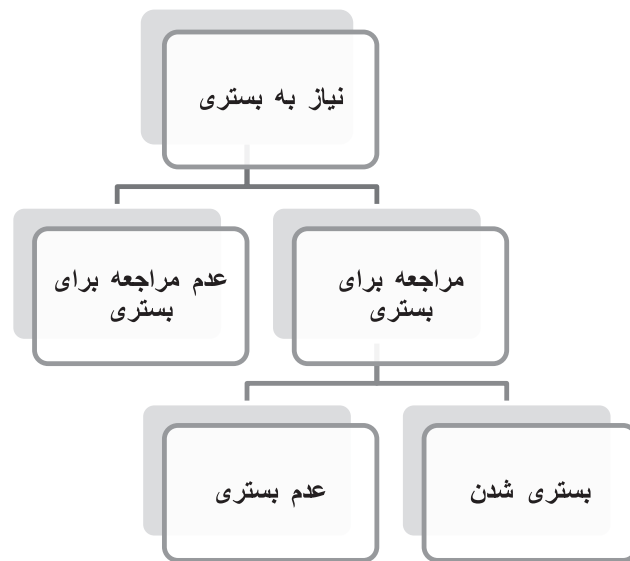 نیاز به بستری
مراجعه برای
بستری
عدم مراجعه برای
بستری
بستری شدن
عدم بستری